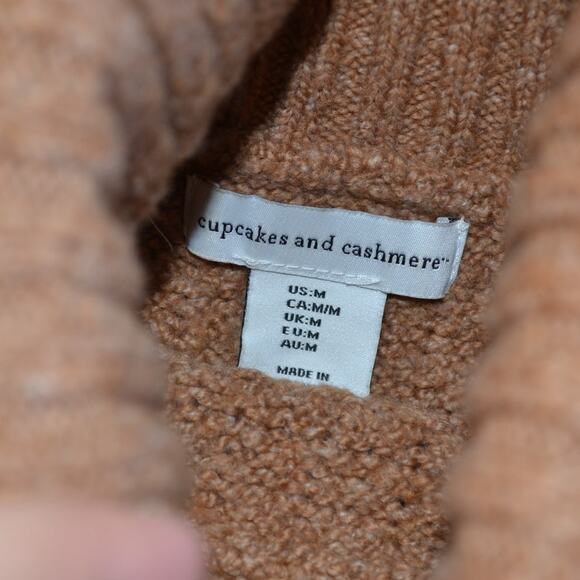 cupcakes and cashmere
US:M
CA:M/M
UK:M
EU:M
AU:M
MADE IN